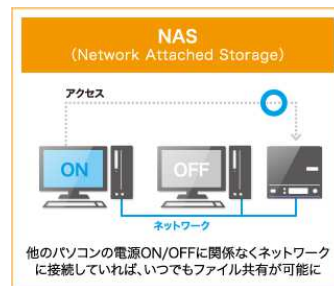 NAS
(Network Attached Storage)
アクセス
ON
OFF
ネットワーク
他のパソコンの電源ON/OFFに関係なくネットワーク
に接続していれば、いつでもファイル共有が可能に